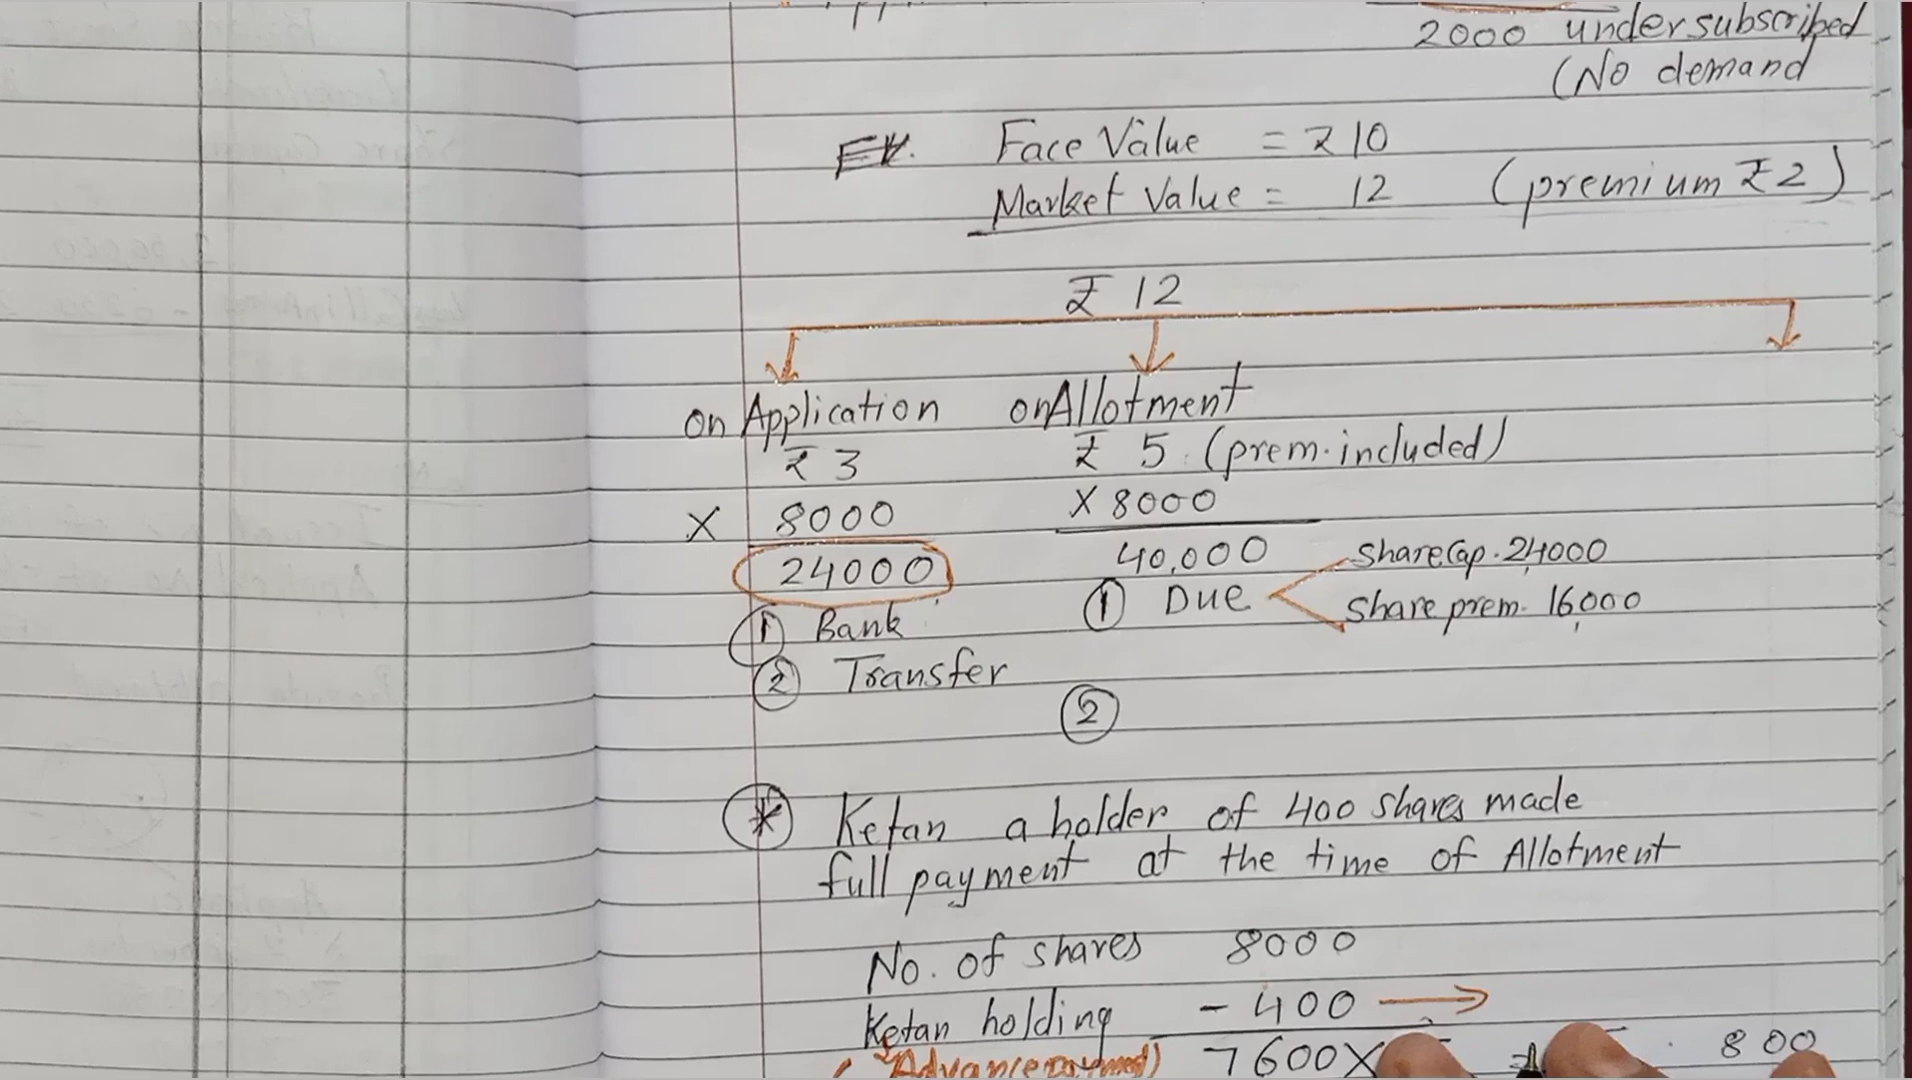 2000 undersubscribed
(No demand
Ex. Face Value = ₹10
Market Value = 12 (premium ₹2)
₹ 12
on Application on Allotment
₹ 3 ₹ 5 (prem. included)
X 8000 X 8000
24000 40,000 Share Cap. 24000
① Bank ① Due Share prem. 16,000
② Transfer
②
* Ketan a holder of 400 shares made
full payment at the time of Allotment
No. of shares 8000
Ketan holding - 400
(Advance payment) 7600X 800